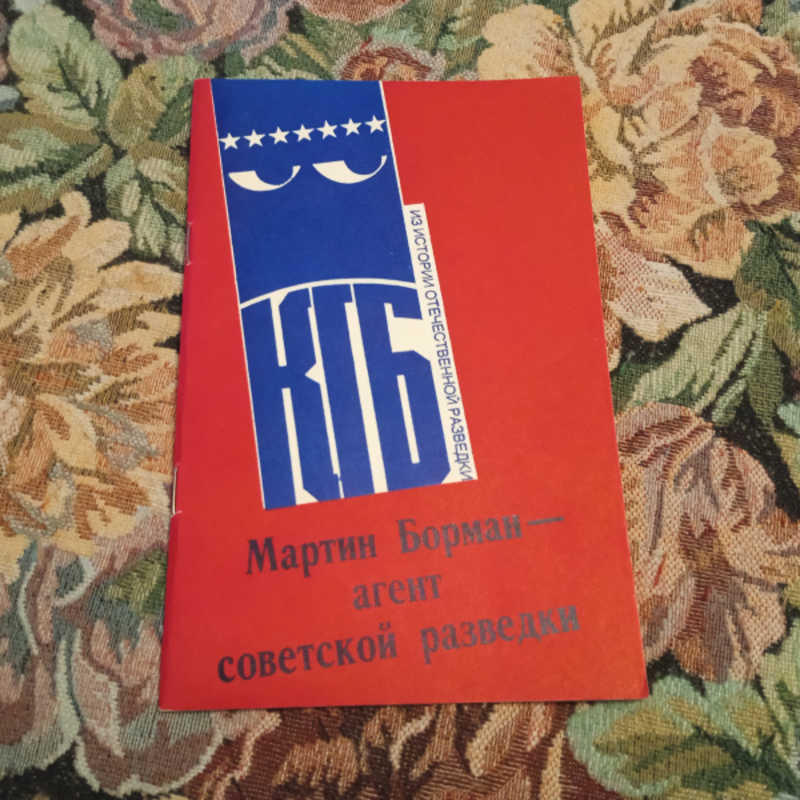 КГБ
ИЗ ИСТОРИИ ОТЕЧЕСТВЕННОЙ РАЗВЕДКИ
Мартин Борман —
агент
советской разведки